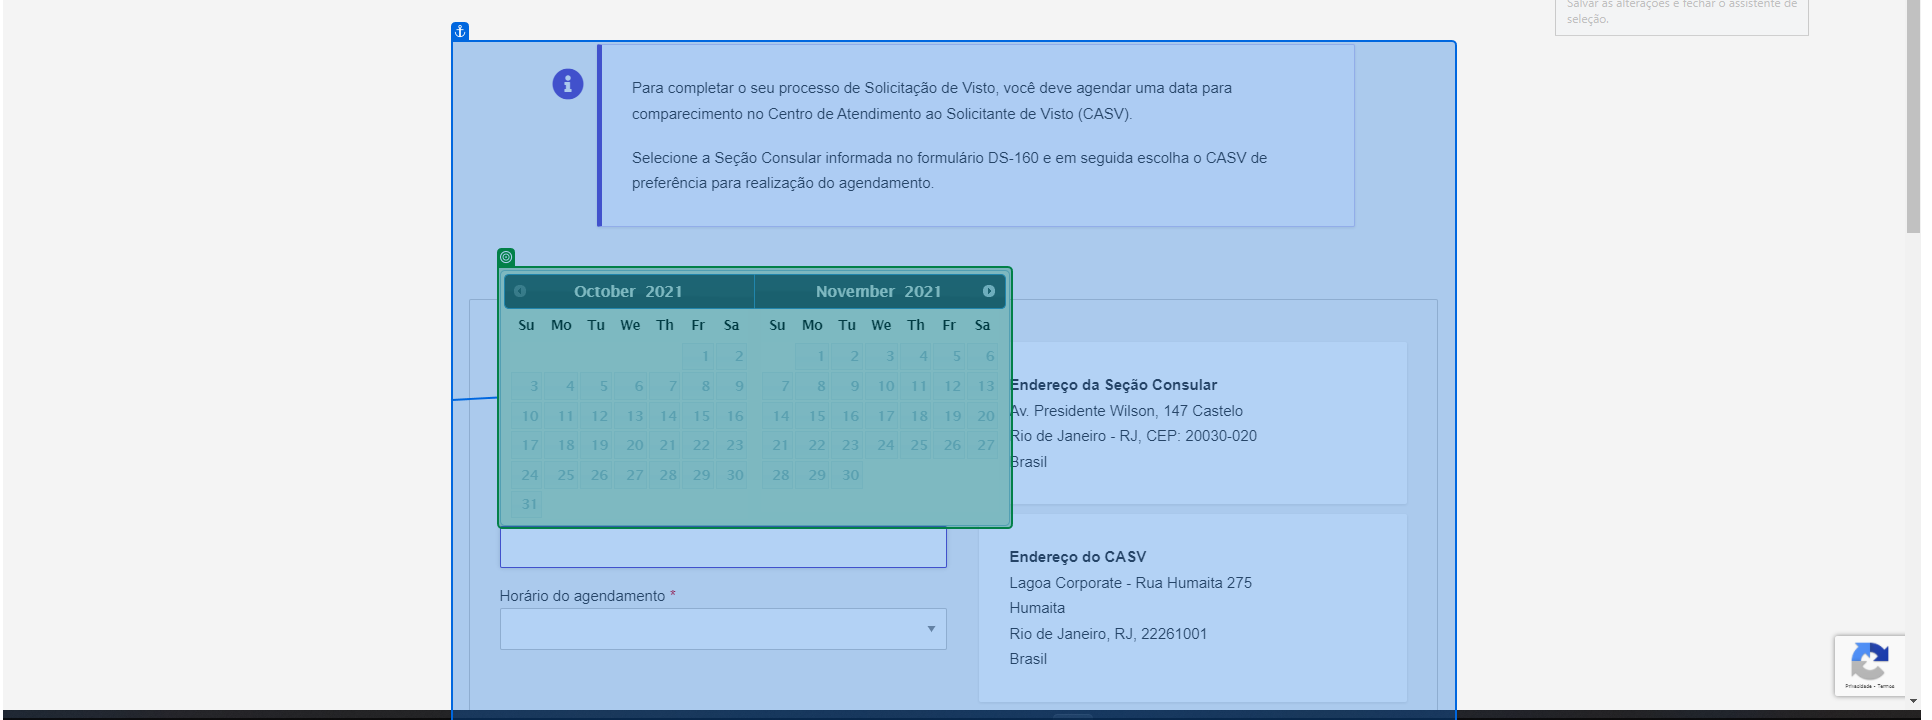 Salvar as alterações e fechar o assistente de
seleção.
Para completar o seu processo de Solicitação de Visto, você deve agendar uma data para
comparecimento no Centro de Atendimento ao Solicitante de Visto (CASV).
Selecione a Seção Consular informada no formulário DS-160 e em seguida escolha o CASV de
preferência para realização do agendamento.
October 2021
Su Mo Tu We Th Fr Sa
1 2
3 4 5 6 7 8 9
10 11 12 13 14 15 16
17 18 19 20 21 22 23
24 25 26 27 28 29 30
31
November 2021
Su Mo Tu We Th Fr Sa
1 2 3 4 5 6
7 8 9 10 11 12 13
14 15 16 17 18 19 20
21 22 23 24 25 26 27
28 29 30
Horário do agendamento *
Endereço da Seção Consular
Av. Presidente Wilson, 147 Castelo
Rio de Janeiro - RJ, CEP: 20030-020
Brasil
Endereço do CASV
Lagoa Corporate - Rua Humaita 275
Humaita
Rio de Janeiro, RJ, 22261001
Brasil
Privacidade - Termos